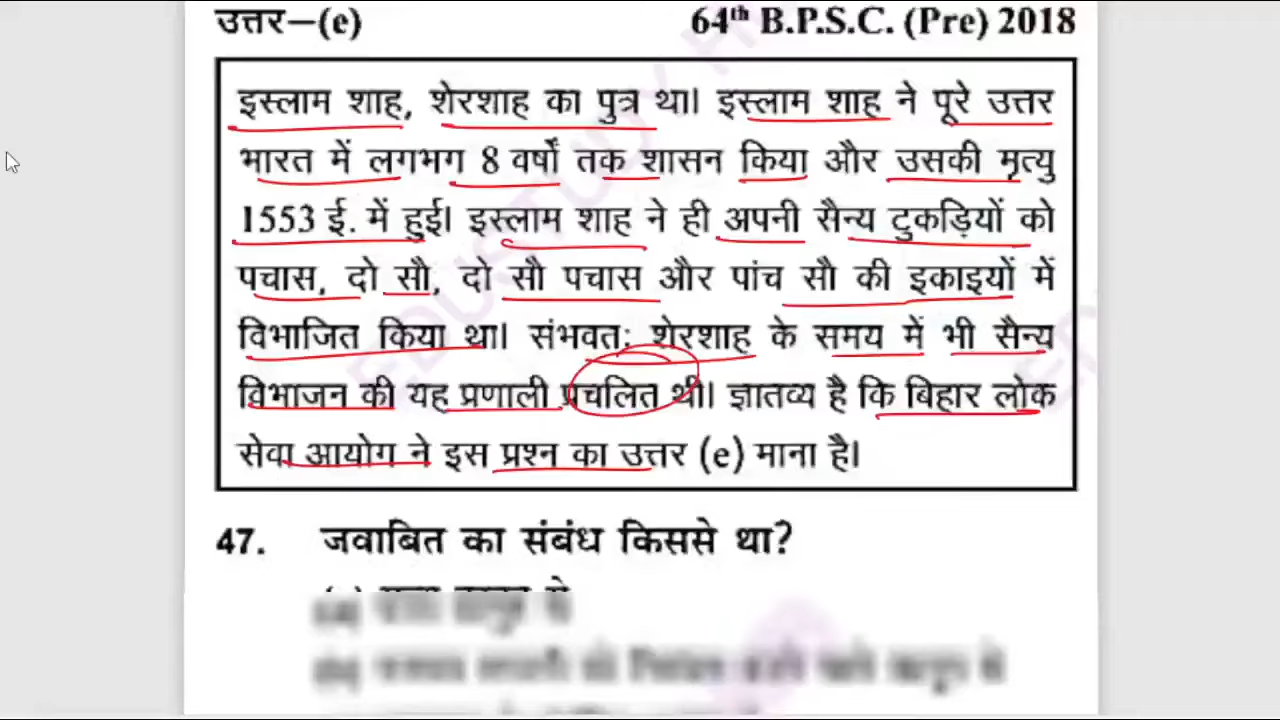 उत्तर–(e) 64th B.P.S.C. (Pre) 2018
इस्लाम शाह, शेरशाह का पुत्र था। इस्लाम शाह ने पूरे उत्तर
भारत में लगभग 8 वर्षों तक शासन किया और उसकी मृत्यु
1553 ई. में हुई। इस्लाम शाह ने ही अपनी सैन्य टुकड़ियों को
पचास, दो सौ, दो सौ पचास और पांच सौ की इकाइयों में
विभाजित किया था। संभवतः शेरशाह के समय में भी सैन्य
विभाजन की यह प्रणाली प्रचलित थी। ज्ञातव्य है कि बिहार लोक
सेवा आयोग ने इस प्रश्न का उत्तर (e) माना है।
47. जवाबित का संबंध किससे था?